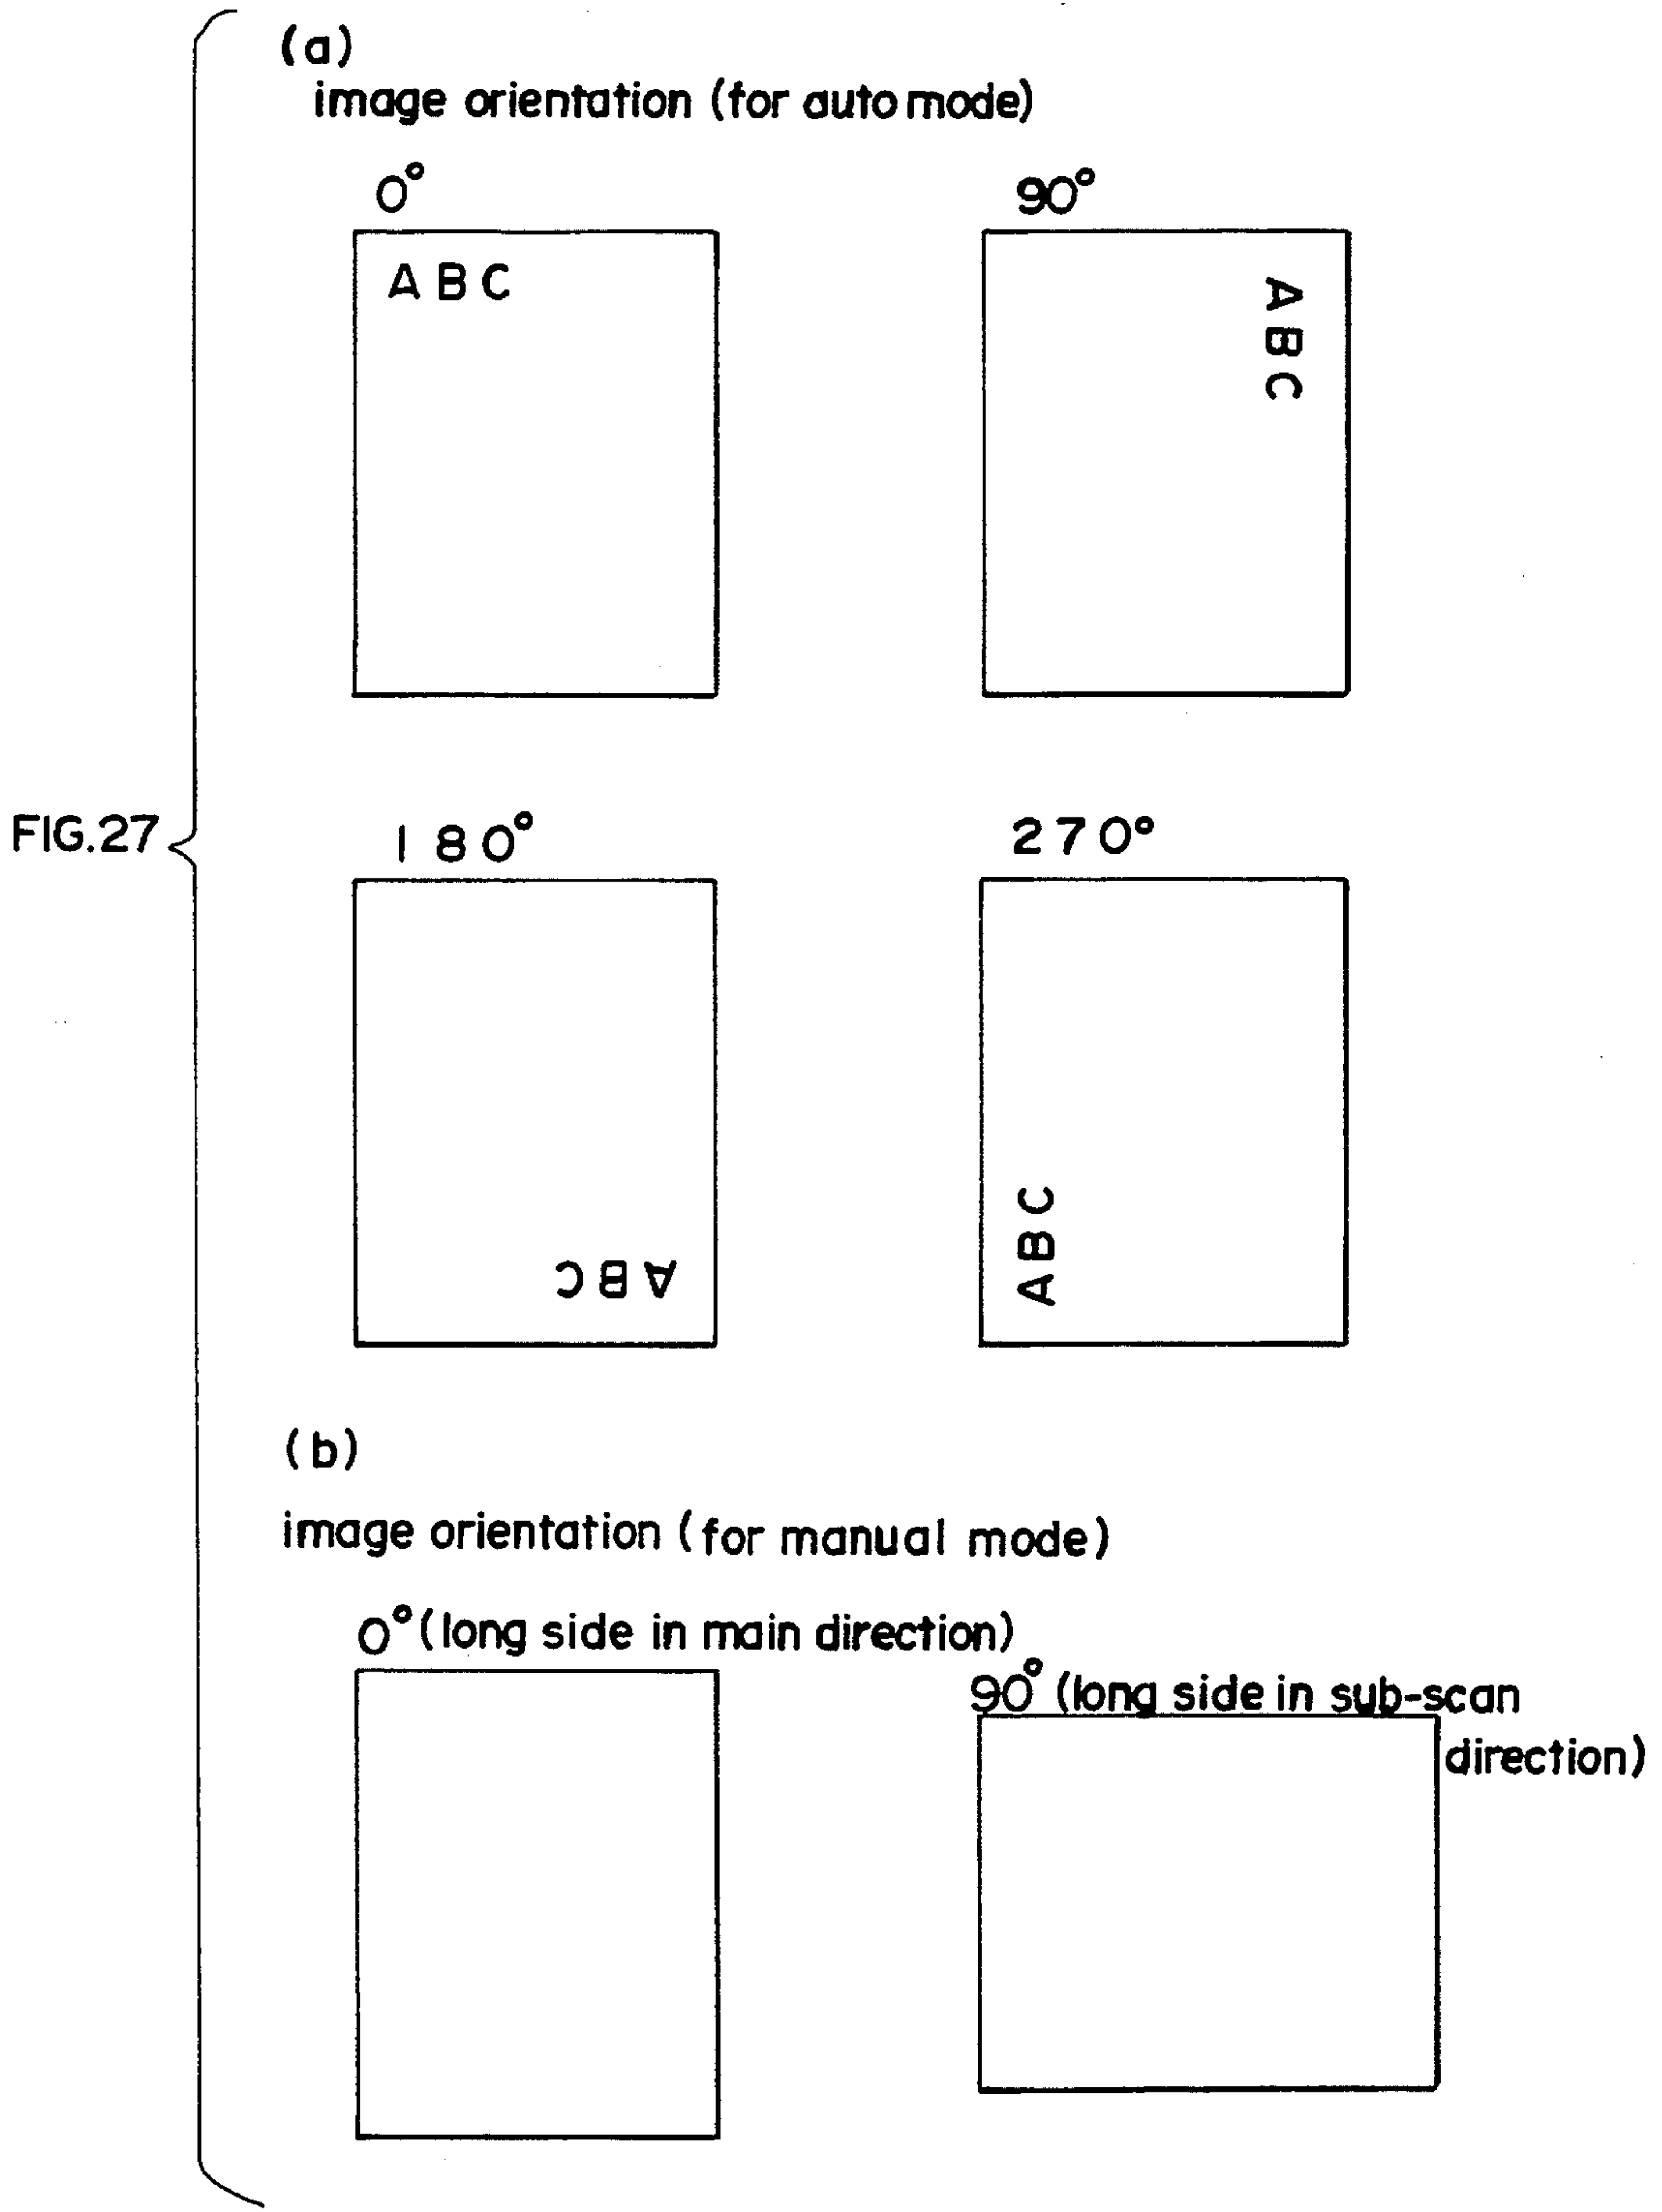 FIG.27
(a)
image orientation (for auto mode)
0°
90°
ABC
ABC
180°
270°
ABC
ABC
(b)
image orientation (for manual mode)
0° (long side in main direction)
90° (long side in sub-scan
direction)